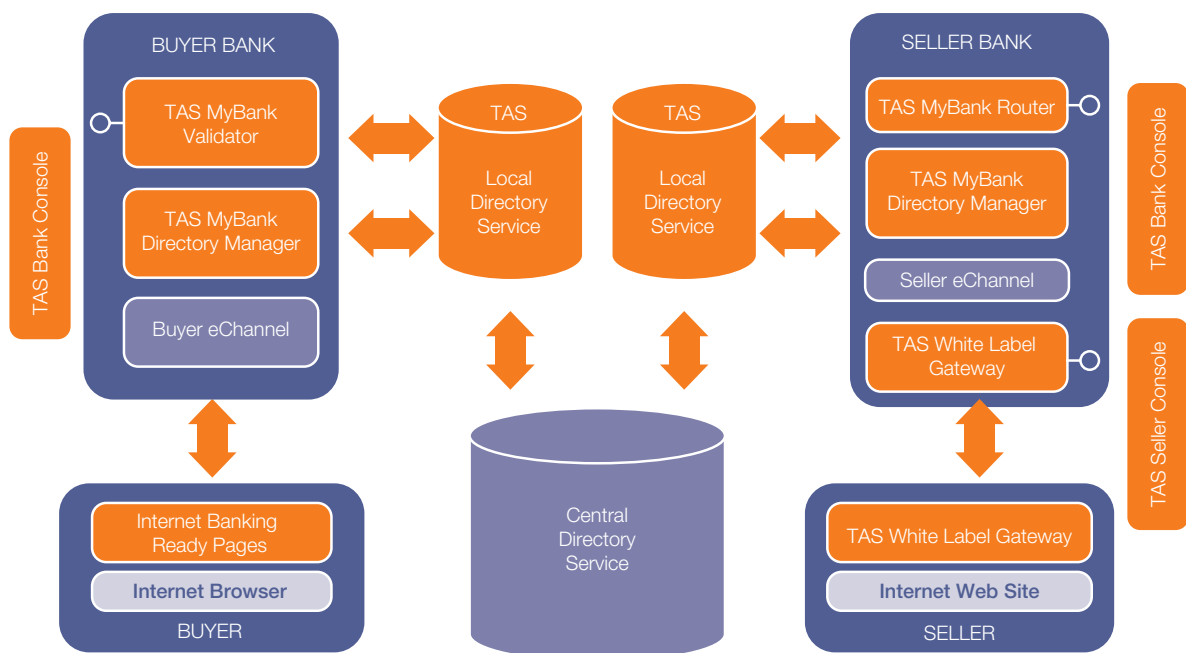 BUYER BANK
TAS MyBank
Validator
TAS MyBank
Directory Manager
Buyer eChannel
TAS Bank Console
TAS
Local
Directory
Service
TAS
Local
Directory
Service
SELLER BANK
TAS MyBank Router
TAS MyBank
Directory Manager
Seller eChannel
TAS White Label
Gateway
TAS Bank Console
TAS Seller Console
Internet Banking
Ready Pages
Internet Browser
BUYER
Central
Directory
Service
TAS White Label Gateway
Internet Web Site
SELLER